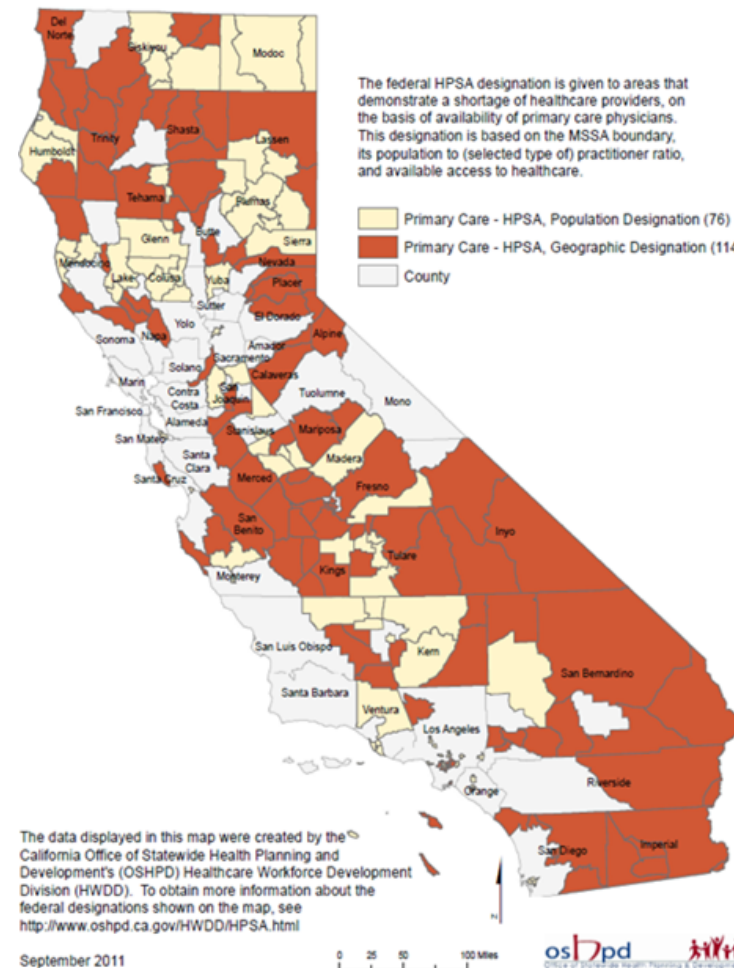 Del
Norte
Siskiyou
Modoc
The federal HPSA designation is given to areas that
demonstrate a shortage of healthcare providers, on
the basis of availability of primary care physicians.
This designation is based on the MSSA boundary,
its population to (selected type of) practitioner ratio,
and available access to healthcare.
Trinity
Shasta
Lassen
Humboldt
Primary Care - HPSA, Population Designation (76)
Primary Care - HPSA, Geographic Designation (114
County
Tehama
Plumas
Butte
Glenn
Sierra
Mendocino
Nevada
Lake
Colusa
Yuba
Placer
Sutter
El Dorado
Yolo
Alpine
Sonoma
Napa
Amador
Sacramento
Solano
Calaveras
Marin
Contra
Costa
San
Joaquin
Tuolumne
Mono
San Francisco
Alameda
Stanislaus
Mariposa
San Mateo
Santa
Clara
Madera
Santa Cruz
Merced
Fresno
San
Benito
Inyo
Tulare
Kings
Monterey
San Luis Obispo
Kern
San Bernardino
Santa Barbara
Ventura
Los Angeles
Riverside
Orange
San Diego
Imperial
The data displayed in this map were created by the
California Office of Statewide Health Planning and
Development's (OSHPD) Healthcare Workforce Development
Division (HWDD). To obtain more information about the
federal designations shown on the map, see
http://www.oshpd.ca.gov/HWDD/HPSA.html
N
September 2011
0 25 50 100 Miles
oshpd
Office of Statewide Health Planning & Development